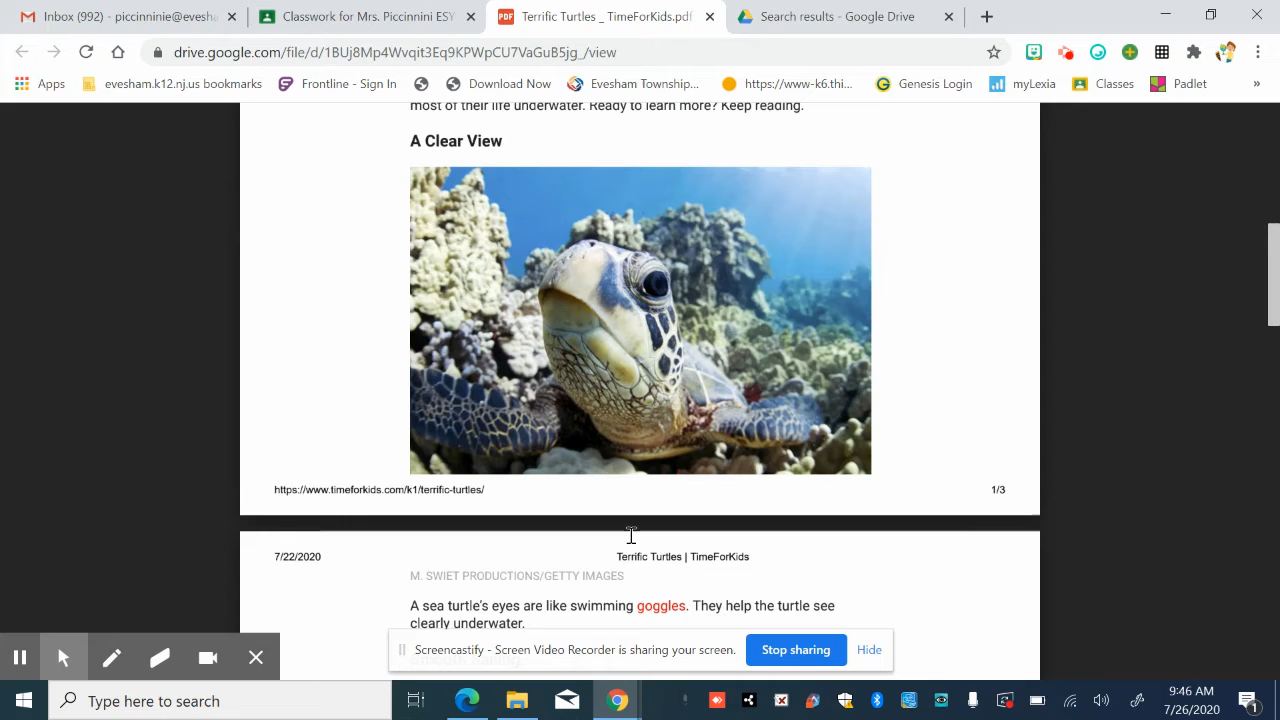 Inbox (992) - piccinninie@evesha
Classwork for Mrs. Piccinnini ESY
PDF
Terrific Turtles _ TimeForKids.pdf
Search results - Google Drive
drive.google.com/file/d/1BUj8Mp4Wvqit3Eq9KPWpCU7VaGuB5jg_/view
Apps
evesham.k12.nj.us bookmarks
Frontline - Sign In
Download Now
Evesham Township...
https://www-k6.thi...
Genesis Login
myLexia
Classes
Padlet
»
most of their life underwater. Ready to learn more? Keep reading.
A Clear View
https://www.timeforkids.com/k1/terrific-turtles/
1/3
7/22/2020
Terrific Turtles | TimeForKids
M. SWIET PRODUCTIONS/GETTY IMAGES
A sea turtle's eyes are like swimming goggles. They help the turtle see
clearly underwater.
Screencastify - Screen Video Recorder is sharing your screen.
Stop sharing
Hide
Type here to search
9:46 AM
7/26/2020
1